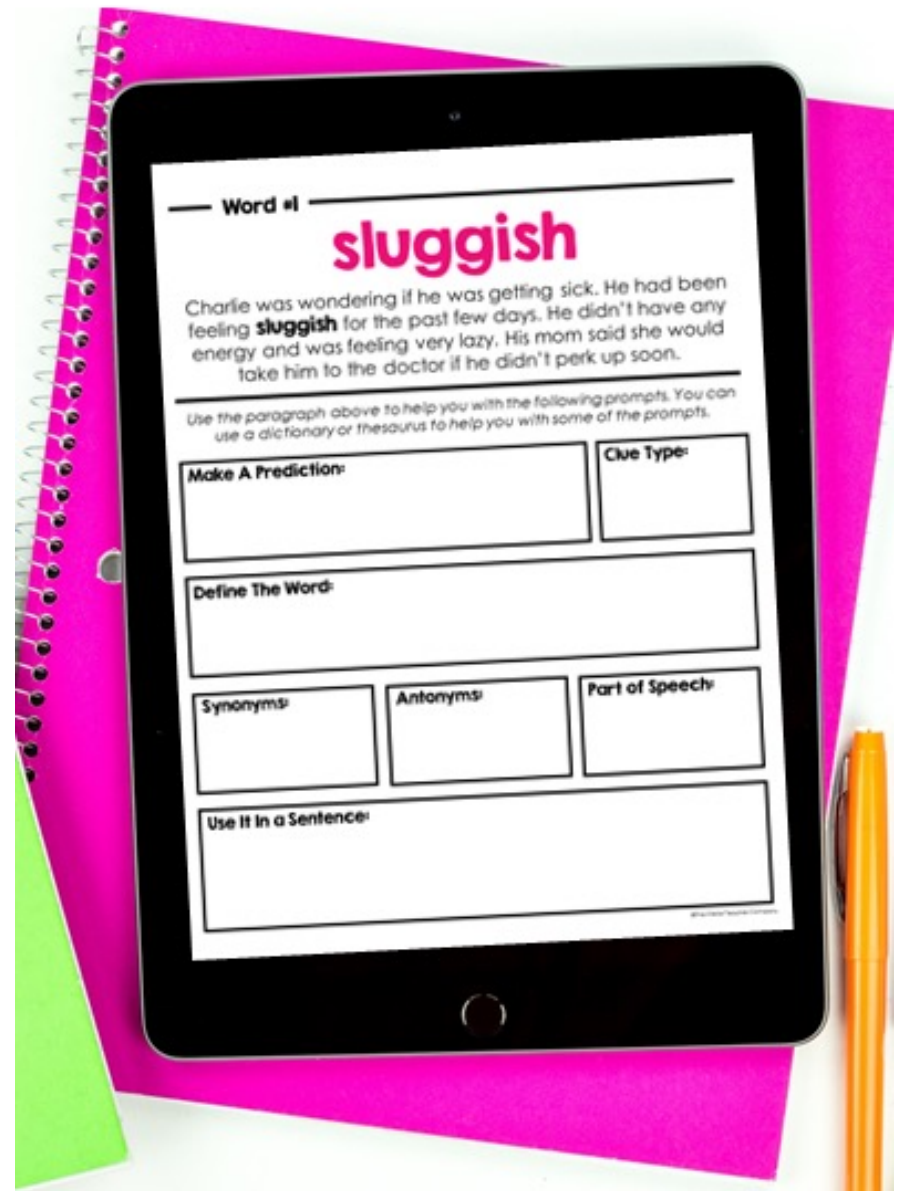 Word #1
sluggish
Charlie was wondering if he was getting sick. He had been
feeling sluggish for the past few days. He didn't have any
energy and was feeling very lazy. His mom said she would
take him to the doctor if he didn't perk up soon.
Use the paragraph above to help you with the following prompts. You can
use a dictionary or thesaurus to help you with some of the prompts.
Make A Prediction:
Clue Type:
Define The Word:
Synonyms:
Antonyms:
Part of Speech:
Use It In a Sentence: